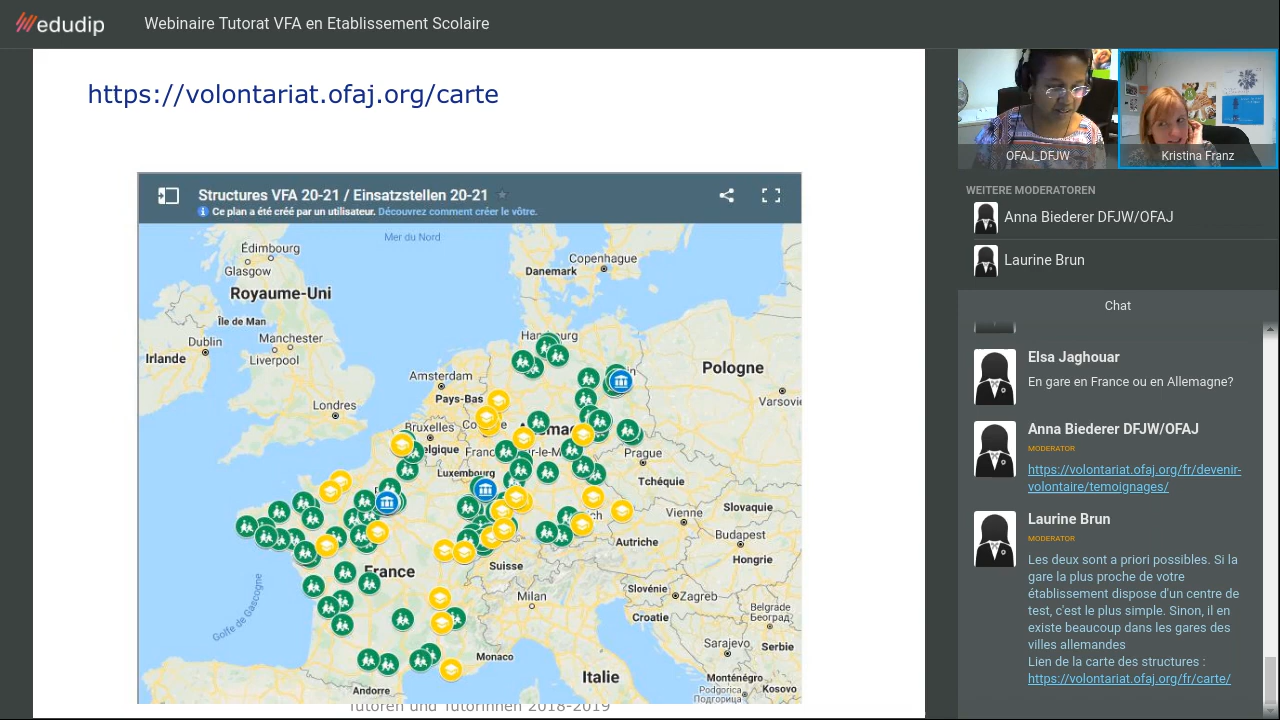 edudip
Webinaire Tutorat VFA en Etablissement Scolaire
https://volontariat.ofaj.org/carte
Structures VFA 20-21 / Einsatzstellen 20-21
Ce plan a été créé par un utilisateur. Découvrez comment créer le vôtre.
Mer du Nord
Édimbourg
Glasgow
Copenhague
Danemark
Royaume-Uni
Île de Man
Dublin
Manchester
Irlande
Liverpool
Pologne
Amsterdam
Pays-Bas
Varsovie
Londres
Bruxelles
Prague
Luxembourg
Tchéquie
Slovaquie
Vienne
Budapest
Autriche
Hongrie
France
Suisse
Slovénie
Zagreb
Milan
Croatie
Belgrade
Београд
Golfe de Gascogne
Sarajevo
Serbie
Monaco
Italie
Monténégro
Andorre
Podgorica
Подгорица
Kosovo
Tutoren und Tutorinnen 2018-2019
OFAJ_DFJW
Kristina Franz
WEITERE MODERATOREN
Anna Biederer DFJW/OFAJ
Laurine Brun
Chat
Elsa Jaghouar
En gare en France ou en Allemagne?
Anna Biederer DFJW/OFAJ
MODERATOR
https://volontariat.ofaj.org/fr/devenir-
volontaire/temoignages/
Laurine Brun
MODERATOR
Les deux sont a priori possibles. Si la
gare la plus proche de votre
établissement dispose d'un centre de
test, c'est le plus simple. Sinon, il en
existe beaucoup dans les gares des
villes allemandes
Lien de la carte des structures :
https://volontariat.ofaj.org/fr/carte/